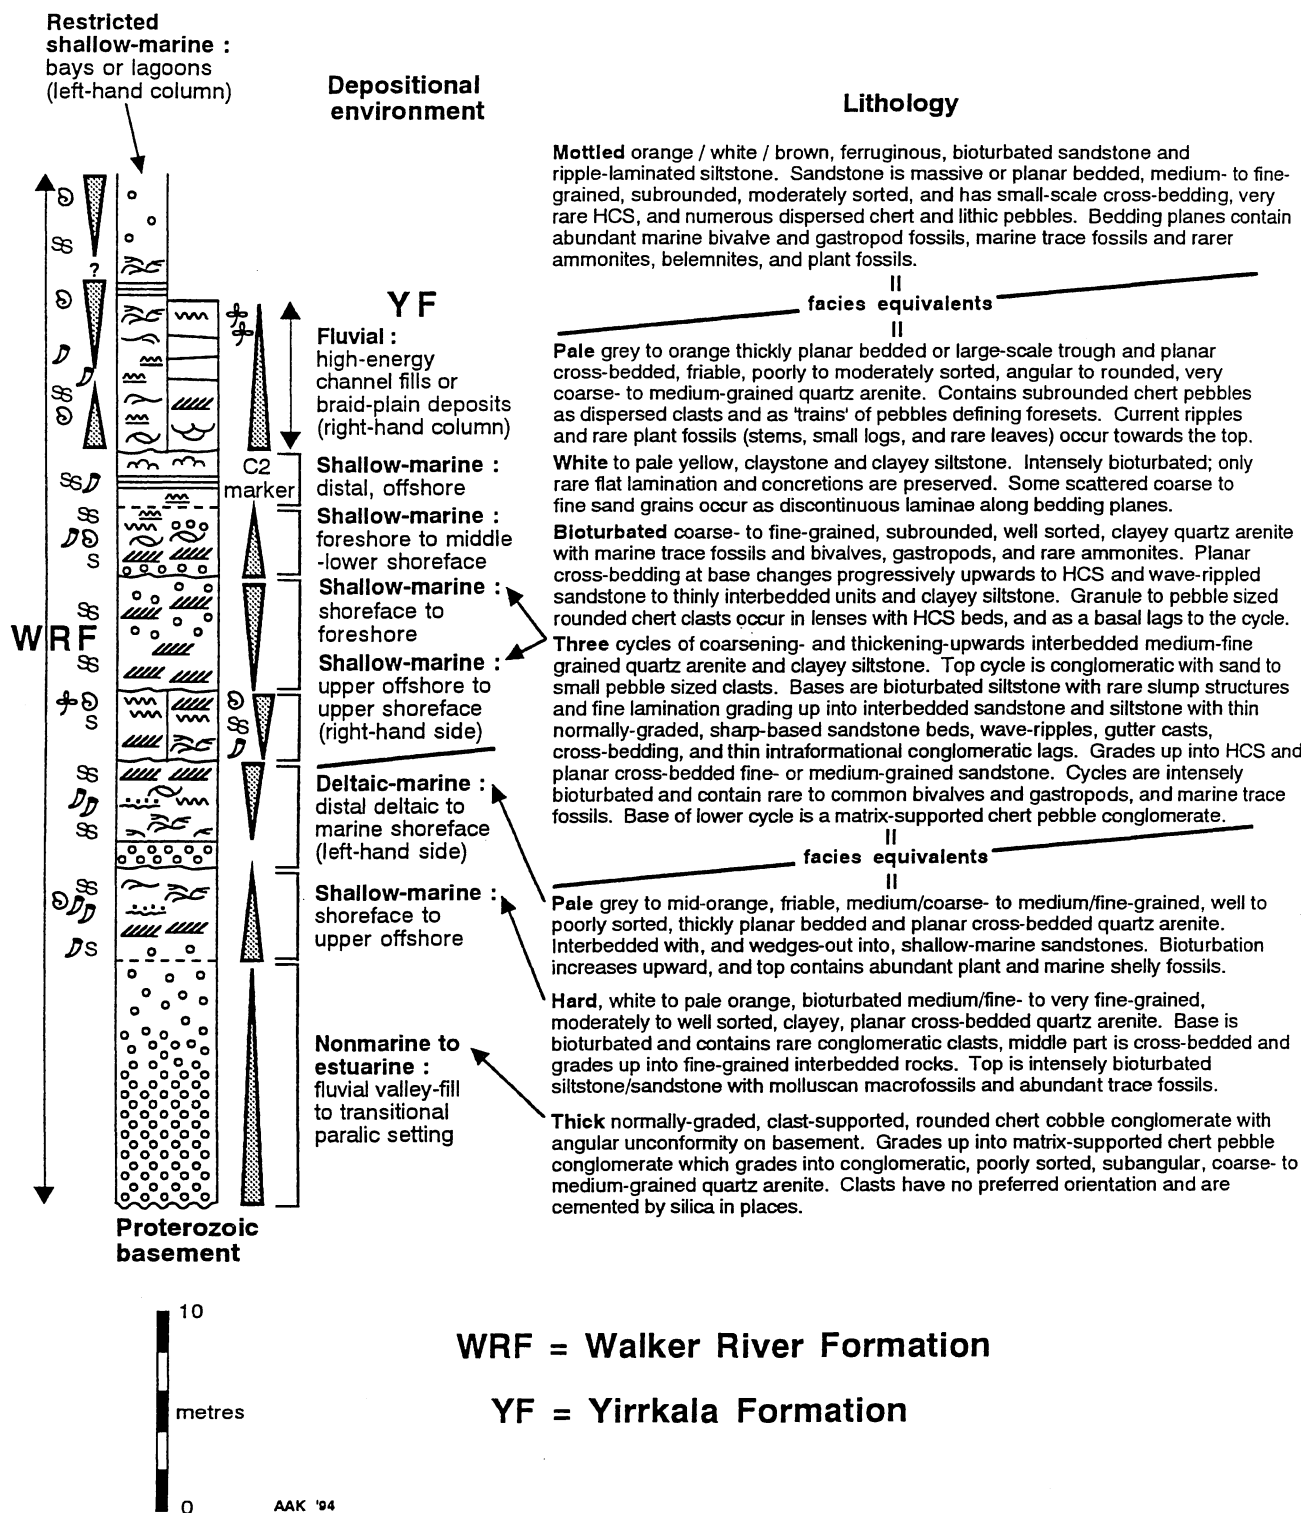 Restricted
shallow-marine :
bays or lagoons
(left-hand column)
Depositional
environment
Lithology
Mottled orange / white / brown, ferruginous, bioturbated sandstone and
ripple-laminated siltstone. Sandstone is massive or planar bedded, medium- to fine-
grained, subrounded, moderately sorted, and has small-scale cross-bedding, very
rare HCS, and numerous dispersed chert and lithic pebbles. Bedding planes contain
abundant marine bivalve and gastropod fossils, marine trace fossils and rarer
ammonites, belemnites, and plant fossils.
facies equivalents
Pale grey to orange thickly planar bedded or large-scale trough and planar
cross-bedded, friable, poorly to moderately sorted, angular to rounded, very
coarse- to medium-grained quartz arenite. Contains subrounded chert pebbles
as dispersed clasts and as 'trains' of pebbles defining foresets. Current ripples
and rare plant fossils (stems, small logs, and rare leaves) occur towards the top.
White to pale yellow, claystone and clayey siltstone. Intensely bioturbated; only
rare flat lamination and concretions are preserved. Some scattered coarse to
fine sand grains occur as discontinuous laminae along bedding planes.
Bioturbated coarse- to fine-grained, subrounded, well sorted, clayey quartz arenite
with marine trace fossils and bivalves, gastropods, and rare ammonites. Planar
cross-bedding at base changes progressively upwards to HCS and wave-rippled
sandstone to thinly interbedded units and clayey siltstone. Granule to pebble sized
rounded chert clasts occur in lenses with HCS beds, and as a basal lags to the cycle.
Three cycles of coarsening- and thickening-upwards interbedded medium-fine
grained quartz arenite and clayey siltstone. Top cycle is conglomeratic with sand to
small pebble sized clasts. Bases are bioturbated siltstone with rare slump structures
and fine lamination grading up into interbedded sandstone and siltstone with thin
normally-graded, sharp-based sandstone beds, wave-ripples, gutter casts,
cross-bedding, and thin intraformational conglomeratic lags. Grades up into HCS and
planar cross-bedded fine- or medium-grained sandstone. Cycles are intensely
bioturbated and contain rare to common bivalves and gastropods, and marine trace
fossils. Base of lower cycle is a matrix-supported chert pebble conglomerate.
facies equivalents
Pale grey to mid-orange, friable, medium/coarse- to medium/fine-grained, well to
poorly sorted, thickly planar bedded and planar cross-bedded quartz arenite.
Interbedded with, and wedges-out into, shallow-marine sandstones. Bioturbation
increases upward, and top contains abundant plant and marine shelly fossils.
Hard, white to pale orange, bioturbated medium/fine- to very fine-grained,
moderately to well sorted, clayey, planar cross-bedded quartz arenite. Base is
bioturbated and contains rare conglomeratic clasts, middle part is cross-bedded and
grades up into fine-grained interbedded rocks. Top is intensely bioturbated
siltstone/sandstone with molluscan macrofossils and abundant trace fossils.
Thick normally-graded, clast-supported, rounded chert cobble conglomerate with
angular unconformity on basement. Grades up into matrix-supported chert pebble
conglomerate which grades into conglomeratic, poorly sorted, subangular, coarse- to
medium-grained quartz arenite. Clasts have no preferred orientation and are
cemented by silica in places.
YF
Fluvial :
high-energy
channel fills or
braid-plain deposits
(right-hand column)
Shallow-marine :
distal, offshore
Shallow-marine :
foreshore to middle
-lower shoreface
Shallow-marine :
shoreface to
foreshore
Shallow-marine :
upper offshore to
upper shoreface
(right-hand side)
Deltaic-marine :
distal deltaic to
marine shoreface
(left-hand side)
Shallow-marine :
shoreface to
upper offshore
Nonmarine to
estuarine :
fluvial valley-fill
to transitional
paralic setting
?
C2
marker
WRF
Proterozoic
basement
10
metres
0
AAK '94
WRF = Walker River Formation
YF = Yirrkala Formation